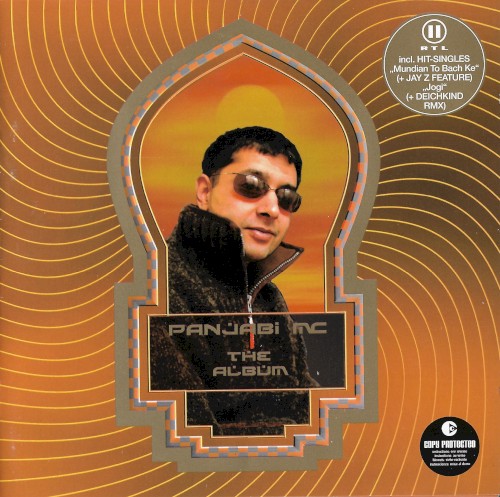 II
RTL
incl. HIT-SINGLES
„Mundian To Bach Ke“
(+ JAY Z FEATURE)
„Jogi“
(+ DEICHKIND
RMX)
PANJABI MC
THE
ALBUM
COPY PROTECTED